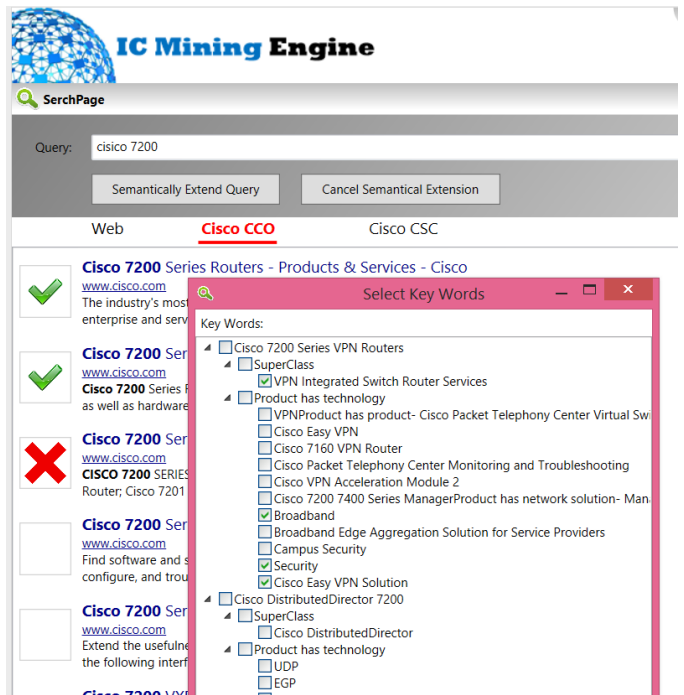 IC Mining Engine
SerchPage
Query: cisico 7200
Semantically Extend Query Cancel Semantical Extension
Web Cisco CCO Cisco CSC
Cisco 7200 Series Routers - Products & Services - Cisco
www.cisco.com
The industry's most
enterprise and serv
Cisco 7200 Ser
www.cisco.com
Cisco 7200 Series F
as well as hardware
Cisco 7200 Ser
www.cisco.com
CISCO 7200 SERIES
Router; Cisco 7201
Cisco 7200 Ser
www.cisco.com
Find software and s
configure, and trou
Cisco 7200 Ser
www.cisco.com
Extend the usefulne
the following interf
Cisco 7200 VXR
Select Key Words
Key Words:
Cisco 7200 Series VPN Routers
SuperClass
VPN Integrated Switch Router Services
Product has technology
VPNProduct has product- Cisco Packet Telephony Center Virtual Swi
Cisco Easy VPN
Cisco 7160 VPN Router
Cisco Packet Telephony Center Monitoring and Troubleshooting
Cisco VPN Acceleration Module 2
Cisco 7200 7400 Series ManagerProduct has network solution- Man
Broadband
Broadband Edge Aggregation Solution for Service Providers
Campus Security
Security
Cisco Easy VPN Solution
Cisco DistributedDirector 7200
SuperClass
Cisco DistributedDirector
Product has technology
UDP
EGP